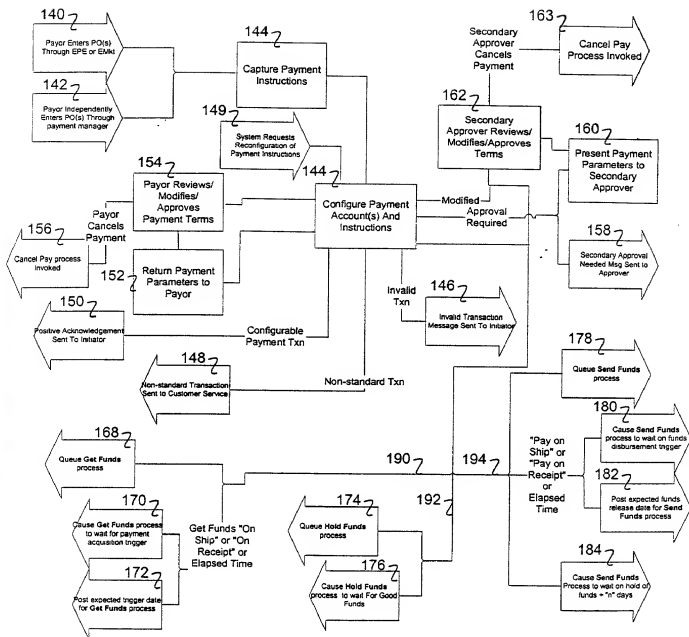 140
Payor Enters PO(s)
Through EPE or EMkt
142
Payor Independently
Enters PO(s) Through
payment manager
144
Capture Payment
Instructions
149
System Requests
Reconfiguration of
Payment Instructions
Secondary
Approver
Cancels
Payment
163
Cancel Pay
Process Invoked
162
Secondary
Approver Reviews/
Modifies/Approves
Terms
160
Present Payment
Parameters to
Secondary
Approver
154
Payor Reviews/
Modifies/
Approves
Payment Terms
144
Configure Payment
Account(s) And
Instructions
Modified
Approval
Required
Payor
Cancels
Payment
156
Cancel Pay process
Invoked
152
Return Payment
Parameters to
Payor
158
Secondary Approval
Needed Msg Sent to
Approver
150
Positive Acknowledgement
Sent To Initiator
Configurable
Payment Txn
Invalid
Txn
146
Invalid Transaction
Message Sent To Initiator
148
Non-standard Transaction
Sent to Customer Service
Non-standard Txn
178
Queue Send Funds
process
168
Queue Get Funds
process
190
194
192
"Pay on
Ship" or
"Pay on
Receipt"
or
Elapsed
Time
180
Cause Send Funds
process to wait on funds
disbursement trigger
182
Post expected funds
release date for Send
Funds process
170
Cause Get Funds process
to wait for payment
acquisition trigger
172
Post expected trigger date
for Get Funds process
Get Funds "On
Ship" or "On
Receipt" or
Elapsed Time
174
Queue Hold Funds
process
176
Cause Hold Funds
process to wait For Good
Funds
184
Cause Send Funds
Process to wait on hold of
funds + "n" days